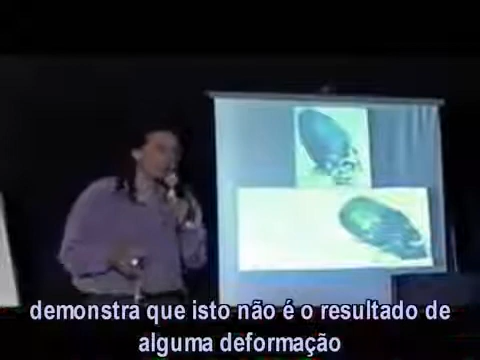 demonstra que isto não é o resultado de
alguma deformação